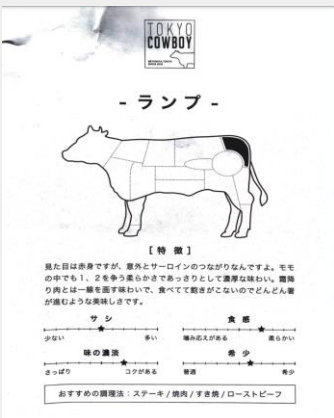 TOKYO
COWBOY
- ランプ -
[ 特 徴 ]
見た目は赤身ですが、意外とサーロインのつながりなんですよ。モモ
の中でも1、2を争う柔らかさであっさりとして濃厚な味わい。霜降
り肉とは一線を画す味わいで、食べてて飽きがこないのでどんどん箸
が進むような美味しさです。
サ シ
少ない 多い
食 感
噛み応えがある 柔らかい
味の濃淡
さっぱり コクがある
希 少
普通 希少
おすすめの調理法:ステーキ / 焼肉 / すき焼 / ローストビーフ